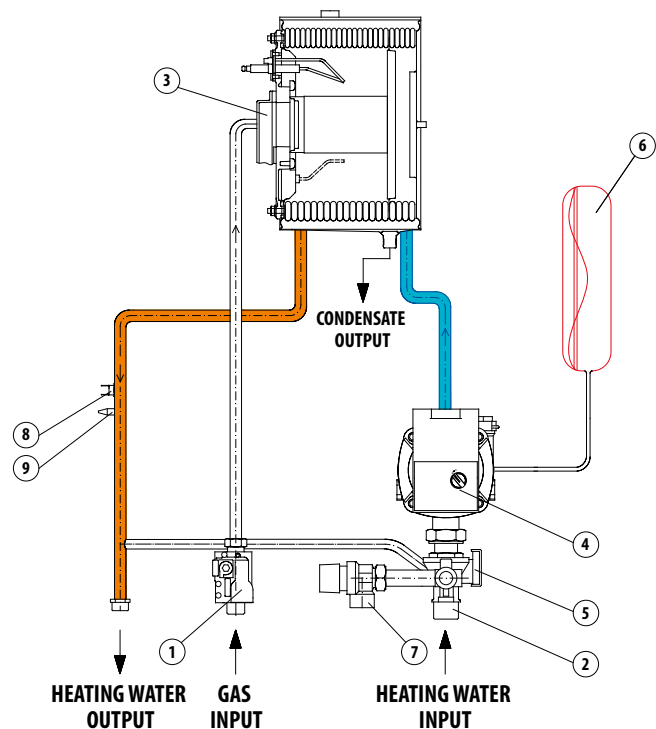 3
6
CONDENSATE
OUTPUT
8
9
4
5
1
7
2
HEATING WATER
OUTPUT
GAS
INPUT
HEATING WATER
INPUT